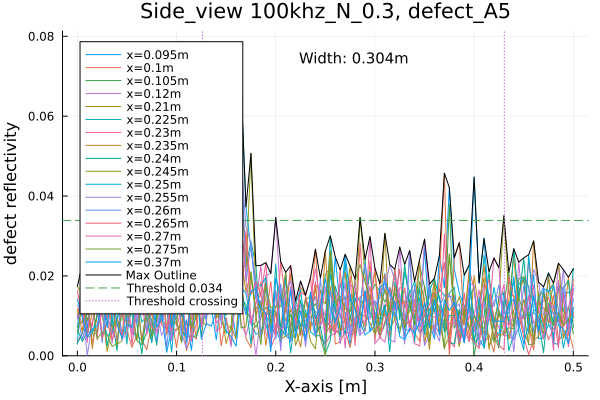 Side_view 100khz_N_0.3, defect_A5
Width: 0.304m
defect reflectivity
0.08
0.06
0.04
0.02
0.00
x=0.095m
x=0.1m
x=0.105m
x=0.12m
x=0.21m
x=0.225m
x=0.23m
x=0.235m
x=0.24m
x=0.245m
x=0.25m
x=0.255m
x=0.26m
x=0.265m
x=0.27m
x=0.275m
x=0.37m
Max Outline
Threshold 0.034
Threshold crossing
0.0 0.1 0.2 0.3 0.4 0.5
X-axis [m]